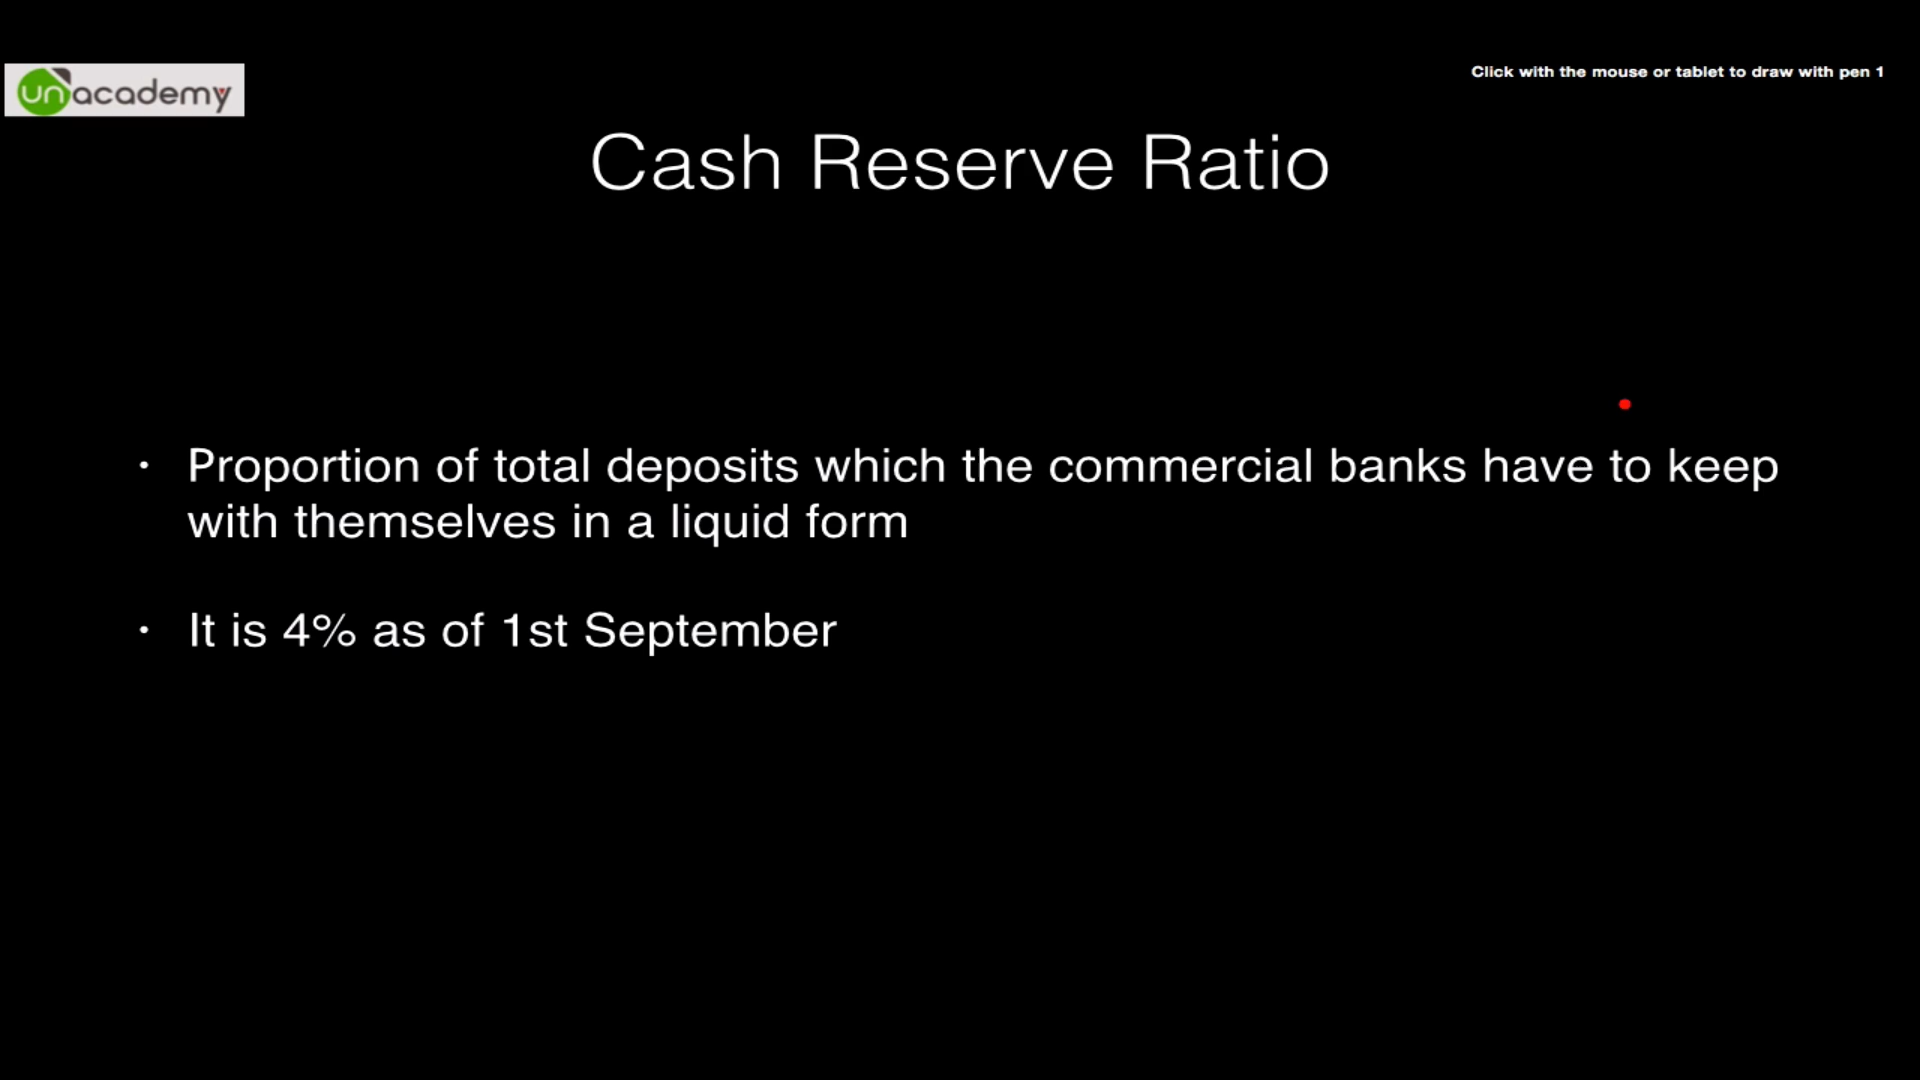 unacademy
Click with the mouse or tablet to draw with pen 1
Cash Reserve Ratio
• Proportion of total deposits which the commercial banks have to keep
with themselves in a liquid form
• It is 4% as of 1st September